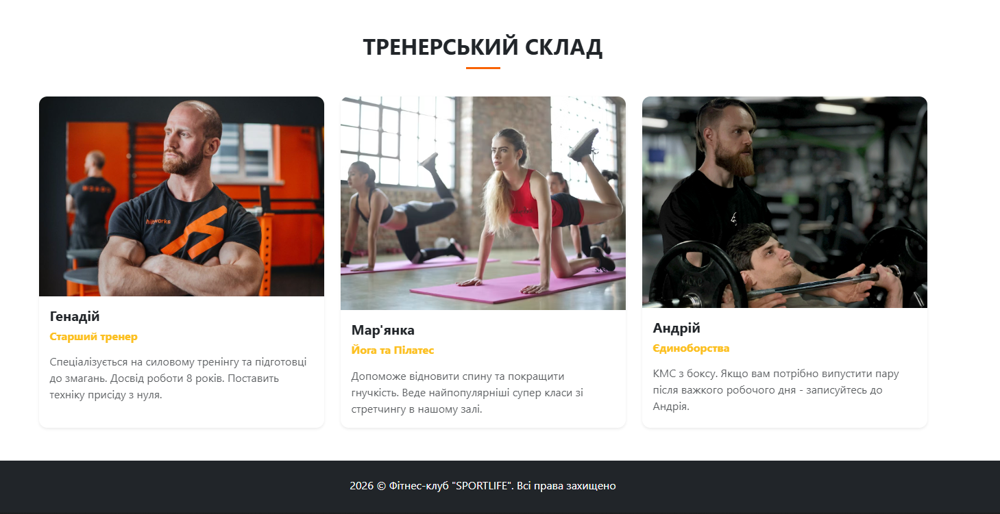 ТРЕНЕРСЬКИЙ СКЛАД
hiitworks
Генадій
Старший тренер
Спеціалізується на силовому тренінгу та підготовці
до змагань. Досвід роботи 8 років. Поставить
техніку присіду з нуля.
Мар'янка
Йога та Пілатес
Допоможе відновити спину та покращити
гнучкість. Веде найпопулярніші супер класи зі
стретчингу в нашому залі.
Андрій
Єдиноборства
КМС з боксу. Якщо вам потрібно випустити пару
після важкого робочого дня - записуйтесь до
Андрія.
2026 © Фітнес-клуб "SPORTLIFE". Всі права захищено